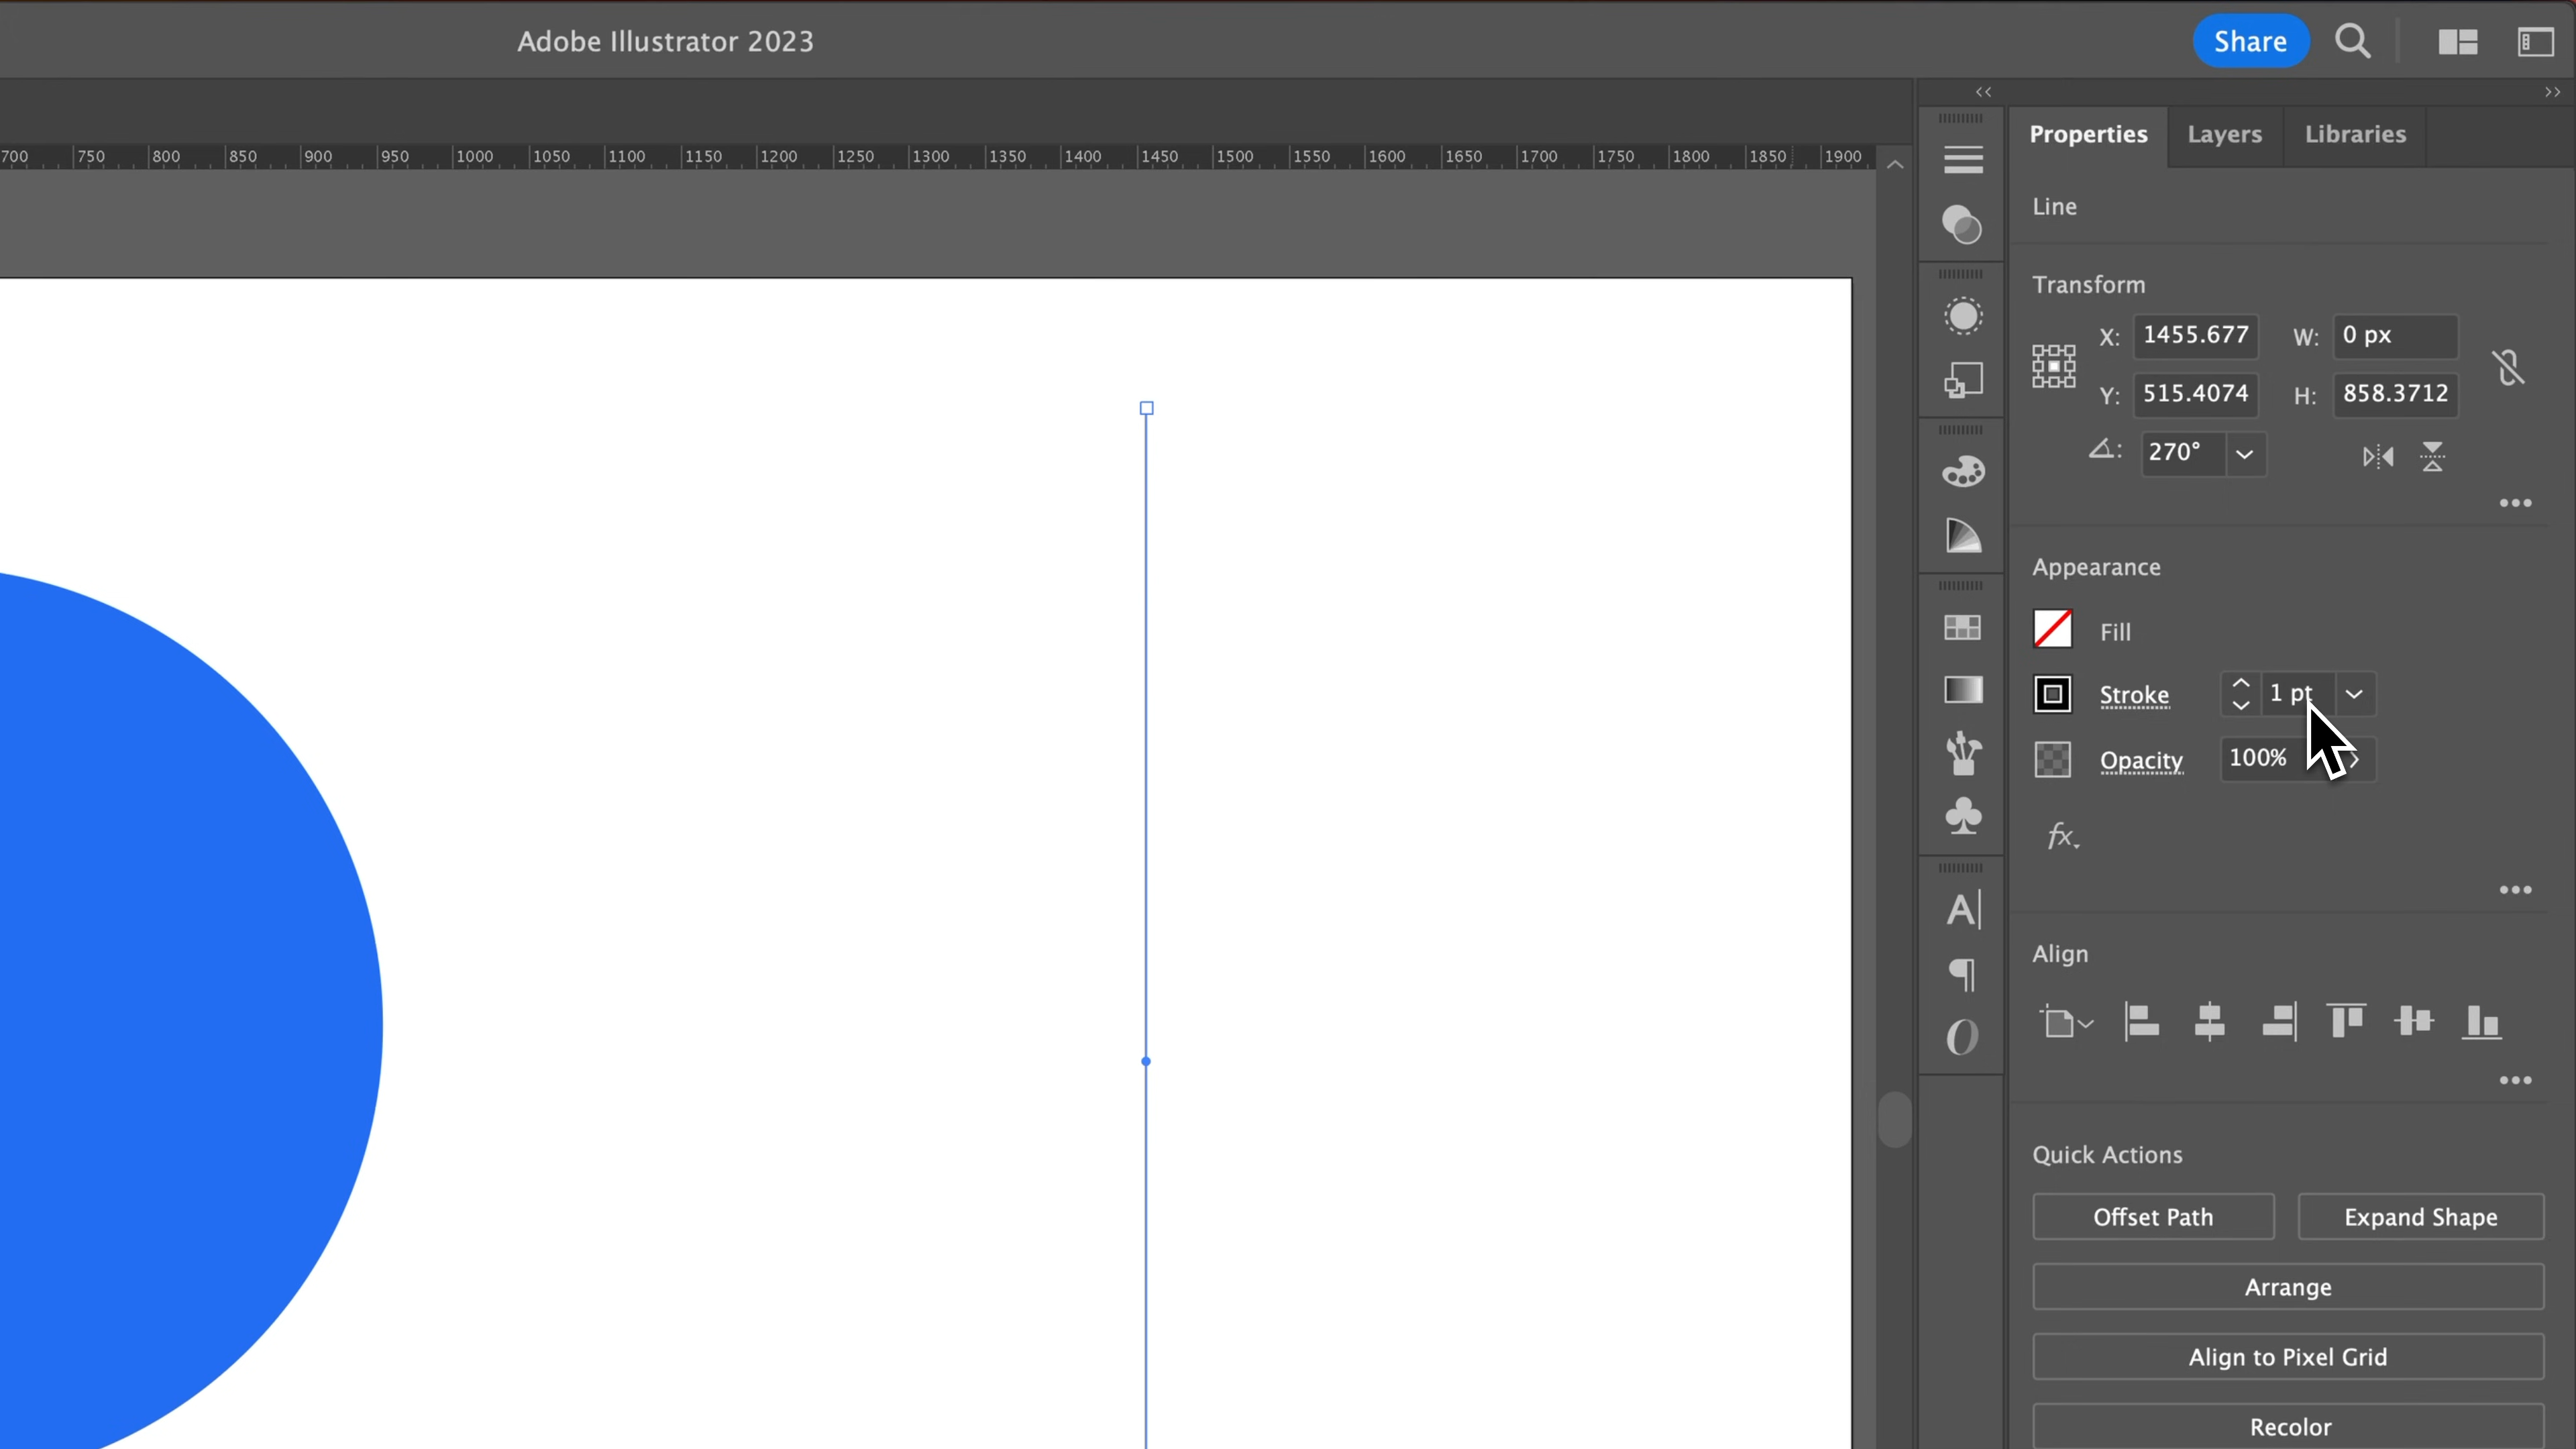 Adobe Illustrator 2023
Share
Properties Layers Libraries
700 750 800 850 900 950 1000 1050 1100 1150 1200 1250 1300 1350 1400 1450 1500 1550 1600 1650 1700 1750 1800 1850 1900
Line
Transform
X: 1455.677 W: 0 px
Y: 515.4074 H: 858.3712
270°
Appearance
Fill
Stroke 1 pt
Opacity 100%
fx
Align
Quick Actions
Offset Path Expand Shape
Arrange
Align to Pixel Grid
Recolor